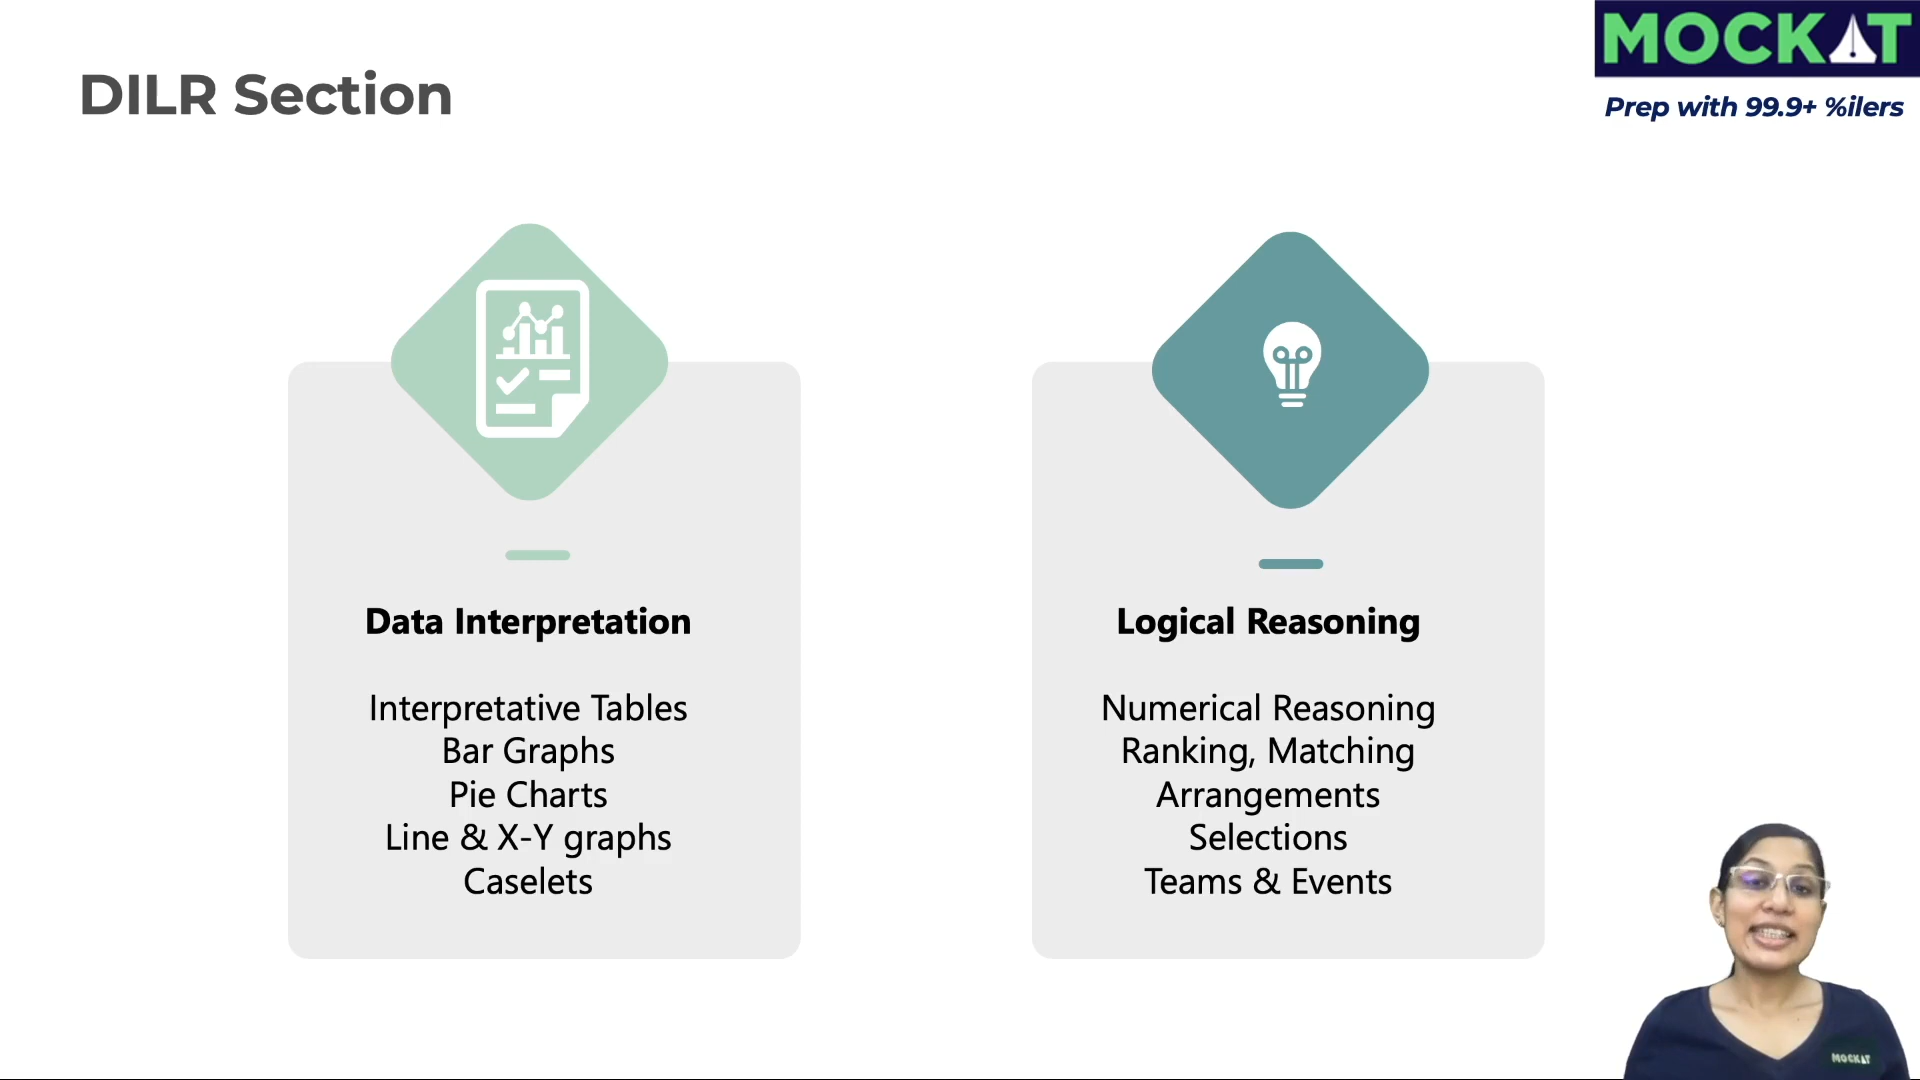 MOCKAT
Prep with 99.9+ %ilers
DILR Section
Data Interpretation
Interpretative Tables
Bar Graphs
Pie Charts
Line & X-Y graphs
Caselets
Logical Reasoning
Numerical Reasoning
Ranking, Matching
Arrangements
Selections
Teams & Events
MOCKAT